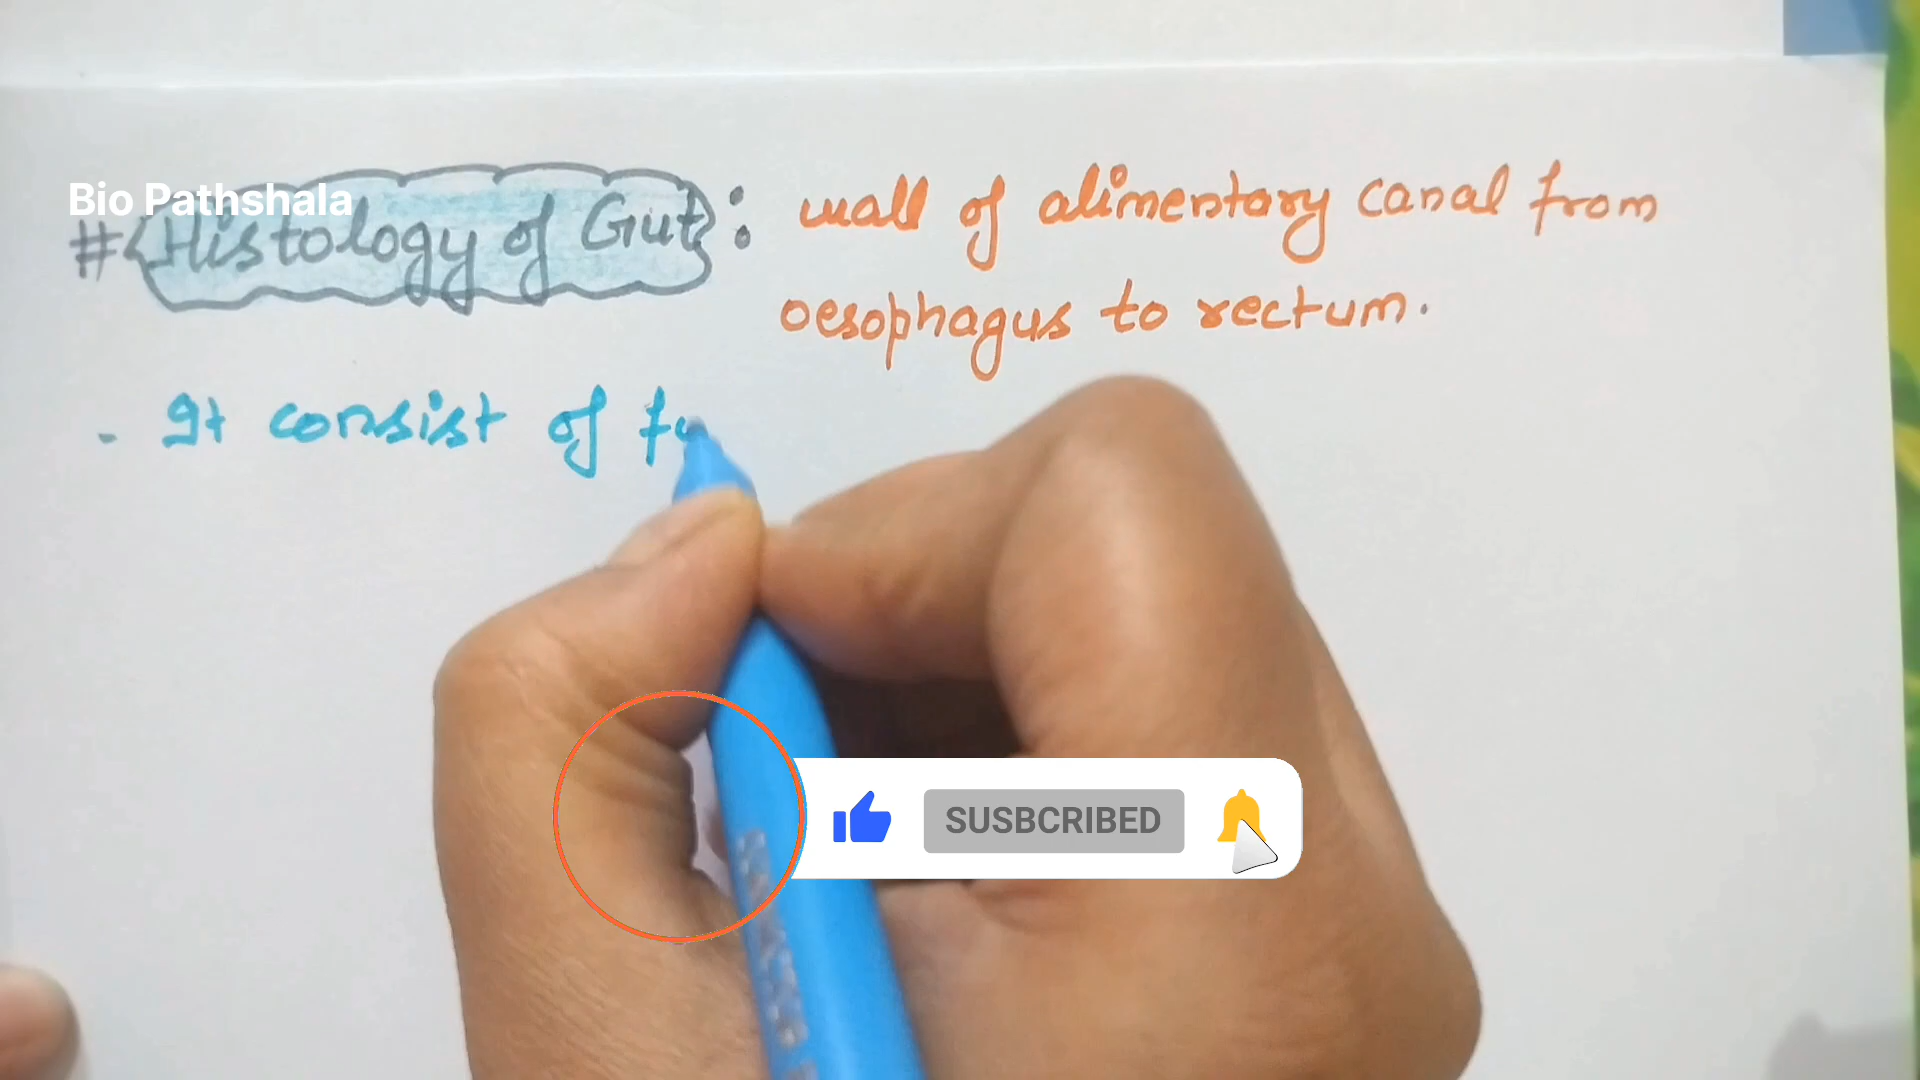 Bio Pathshala
# Histology of Gut : wall of alimentary canal from
oesophagus to rectum.
- It consist of
SUSBCRIBED